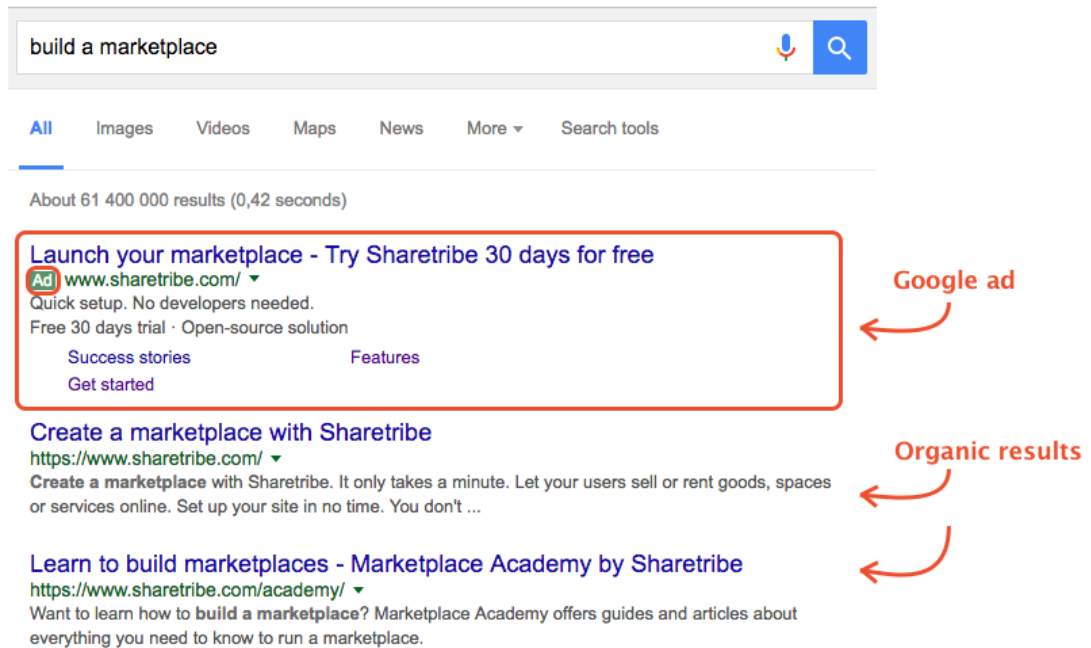 build a marketplace
All Images Videos Maps News More Search tools
About 61 400 000 results (0,42 seconds)
Launch your marketplace - Try Sharetribe 30 days for free
Ad www.sharetribe.com/
Quick setup. No developers needed.
Free 30 days trial · Open-source solution
Success stories Features
Get started
Google ad
Create a marketplace with Sharetribe
https://www.sharetribe.com/
Create a marketplace with Sharetribe. It only takes a minute. Let your users sell or rent goods, spaces
or services online. Set up your site in no time. You don't ...
Organic results
Learn to build marketplaces - Marketplace Academy by Sharetribe
https://www.sharetribe.com/academy/
Want to learn how to build a marketplace? Marketplace Academy offers guides and articles about
everything you need to know to run a marketplace.